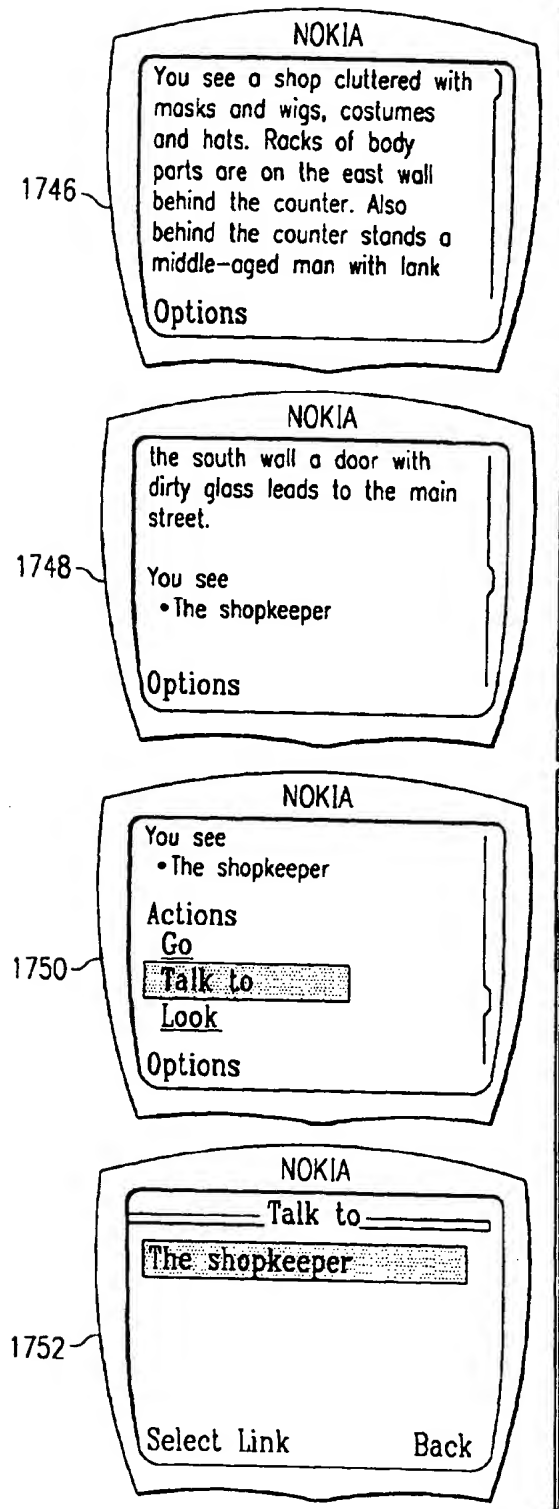 NOKIA
You see a shop cluttered with
masks and wigs, costumes
and hats. Racks of body
parts are on the east wall
behind the counter. Also
behind the counter stands a
middle-aged man with lank
Options
1746
NOKIA
the south wall a door with
dirty glass leads to the main
street.
You see
•The shopkeeper
Options
1748
NOKIA
You see
•The shopkeeper
Actions
Go
Talk to
Look
Options
1750
NOKIA
Talk to
The shopkeeper
Select Link Back
1752